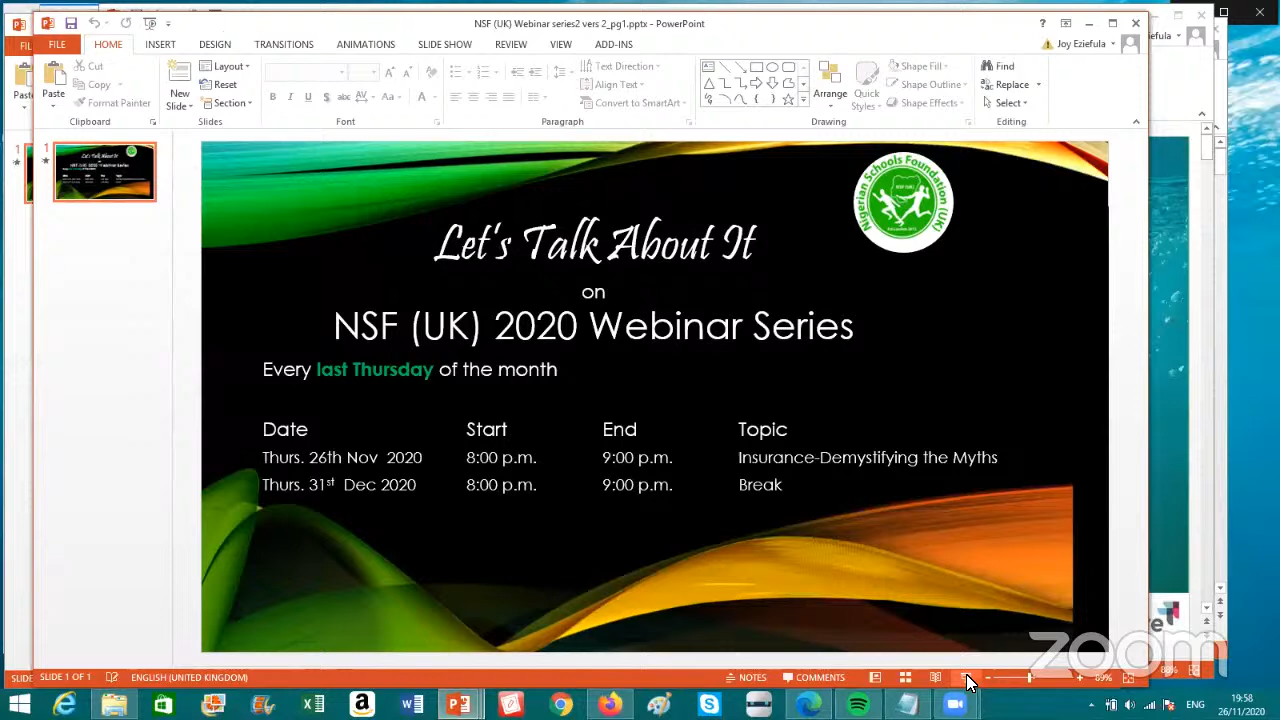 NSF (UK) Webinar series2 vers 2_pg1.pptx - PowerPoint
FILE HOME INSERT DESIGN TRANSITIONS ANIMATIONS SLIDE SHOW REVIEW VIEW ADD-INS
Joy Eziefula
Paste
Cut
Copy
Format Painter
Clipboard
New Slide
Layout
Reset
Section
Slides
Font
Text Direction
Align Text
Convert to SmartArt
Paragraph
Arrange
Quick Styles
Shape Fill
Shape Outline
Shape Effects
Drawing
Find
Replace
Select
Editing
1
Nigerian Schools Foundation (UK)
Let's Talk About It
on
NSF (UK) 2020 Webinar Series
Every last Thursday of the month
Date Start End Topic
Thurs. 26th Nov 2020 8:00 p.m. 9:00 p.m. Insurance-Demystifying the Myths
Thurs. 31st Dec 2020 8:00 p.m. 9:00 p.m. Break
zoom
SLIDE 1 OF 1 ENGLISH (UNITED KINGDOM) NOTES COMMENTS 69%
ENG
19:58
26/11/2020